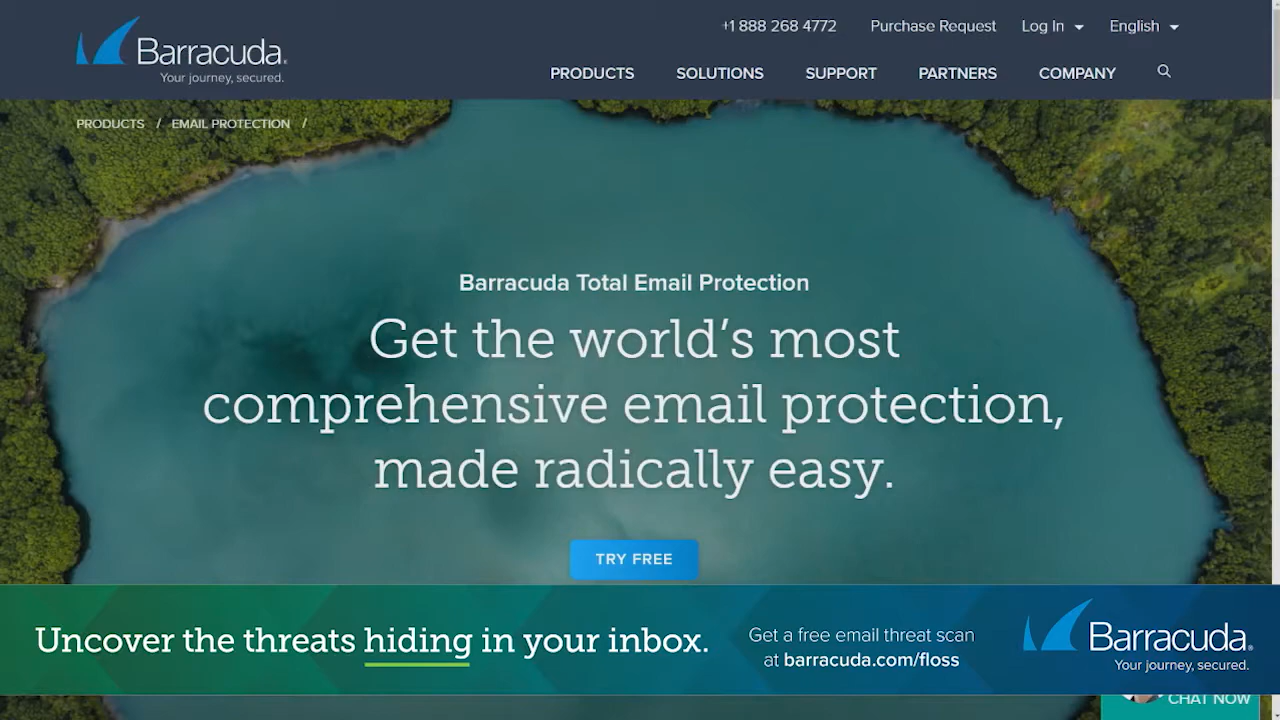 +1 888 268 4772 Purchase Request Log In English
Barracuda®
Your journey, secured.
PRODUCTS SOLUTIONS SUPPORT PARTNERS COMPANY
PRODUCTS / EMAIL PROTECTION /
Barracuda Total Email Protection
Get the world’s most
comprehensive email protection,
made radically easy.
TRY FREE
Uncover the threats hiding in your inbox.
Get a free email threat scan
at barracuda.com/floss
Barracuda®
Your journey, secured.
CHAT NOW